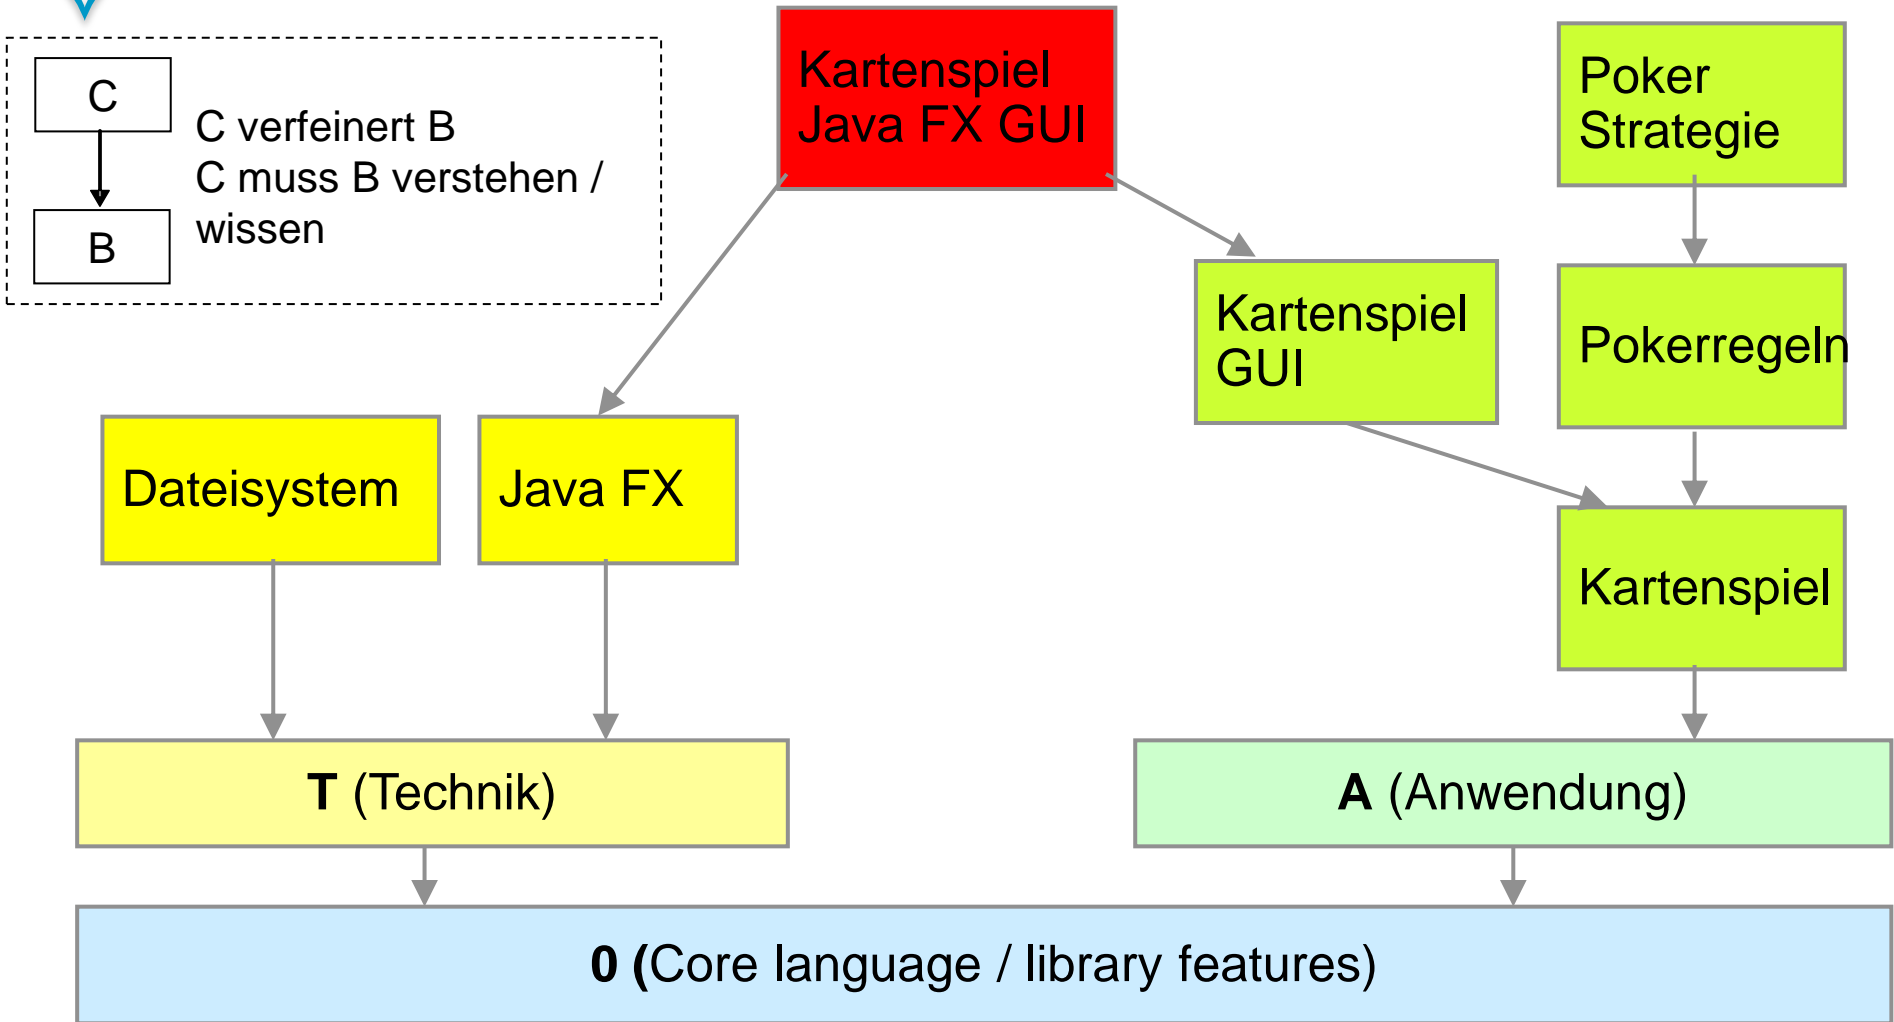 C
B
C verfeinert B
C muss B verstehen /
wissen
Kartenspiel
Java FX GUI
Poker
Strategie
Kartenspiel
GUI
Pokerregeln
Dateisystem
Java FX
Kartenspiel
T (Technik)
A (Anwendung)
0 (Core language / library features)